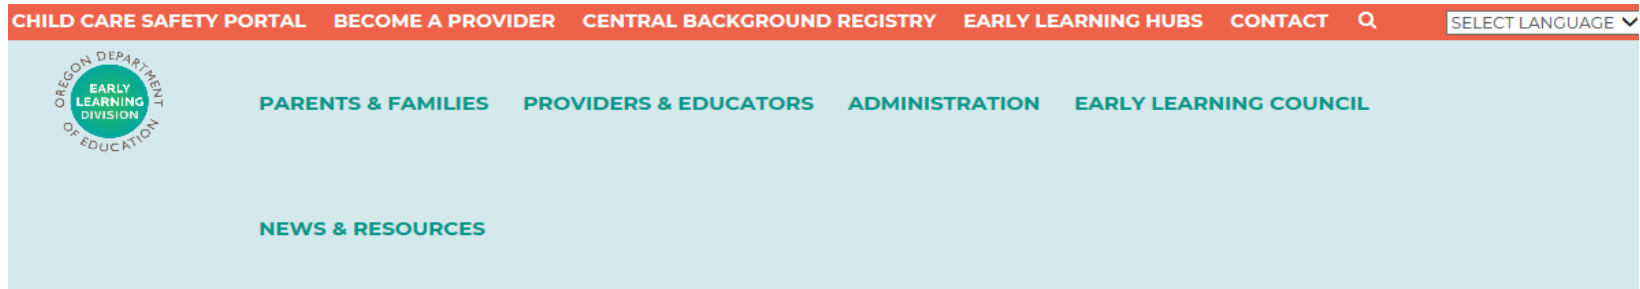 CHILD CARE SAFETY PORTAL BECOME A PROVIDER CENTRAL BACKGROUND REGISTRY EARLY LEARNING HUBS CONTACT SELECT LANGUAGE
OREGON DEPARTMENT OF EDUCATION
EARLY
LEARNING
DIVISION
PARENTS & FAMILIES PROVIDERS & EDUCATORS ADMINISTRATION EARLY LEARNING COUNCIL
NEWS & RESOURCES